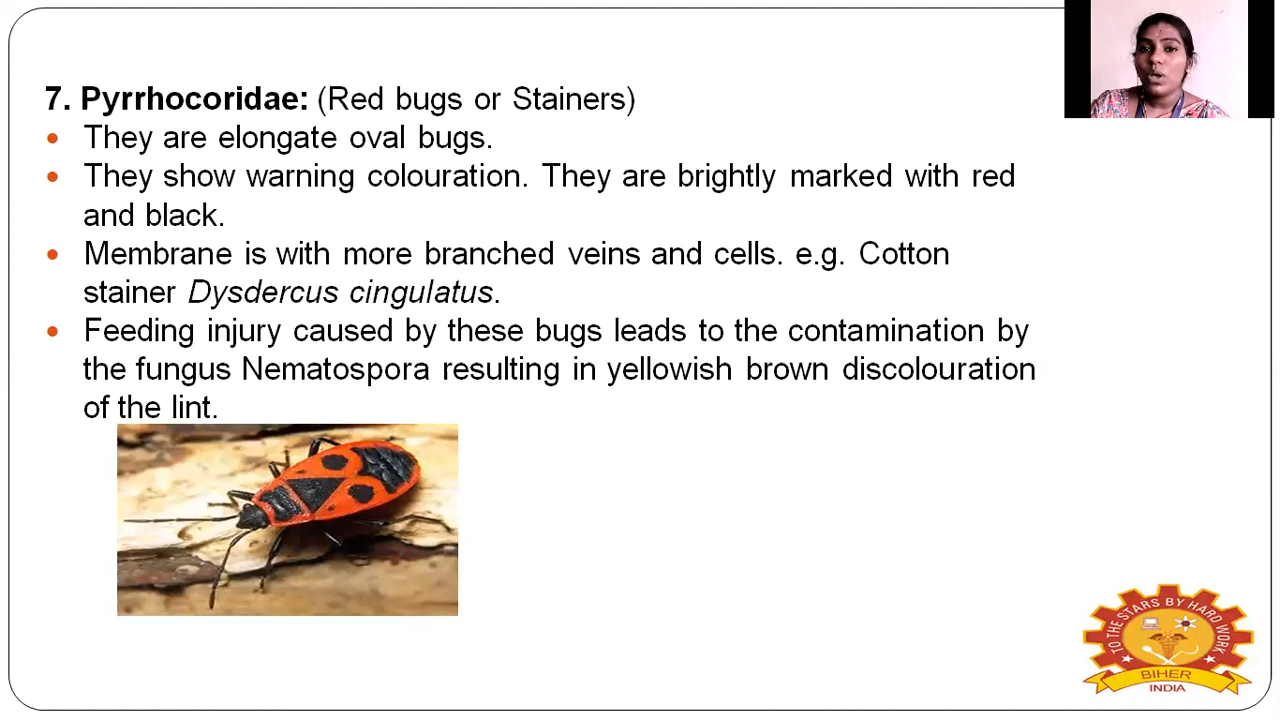 7. Pyrrhocoridae: (Red bugs or Stainers)
• They are elongate oval bugs.
• They show warning colouration. They are brightly marked with red
and black.
• Membrane is with more branched veins and cells. e.g. Cotton
stainer Dysdercus cingulatus.
• Feeding injury caused by these bugs leads to the contamination by
the fungus Nematospora resulting in yellowish brown discolouration
of the lint.
TO THE STARS BY HARD WORK
BIHER
INDIA